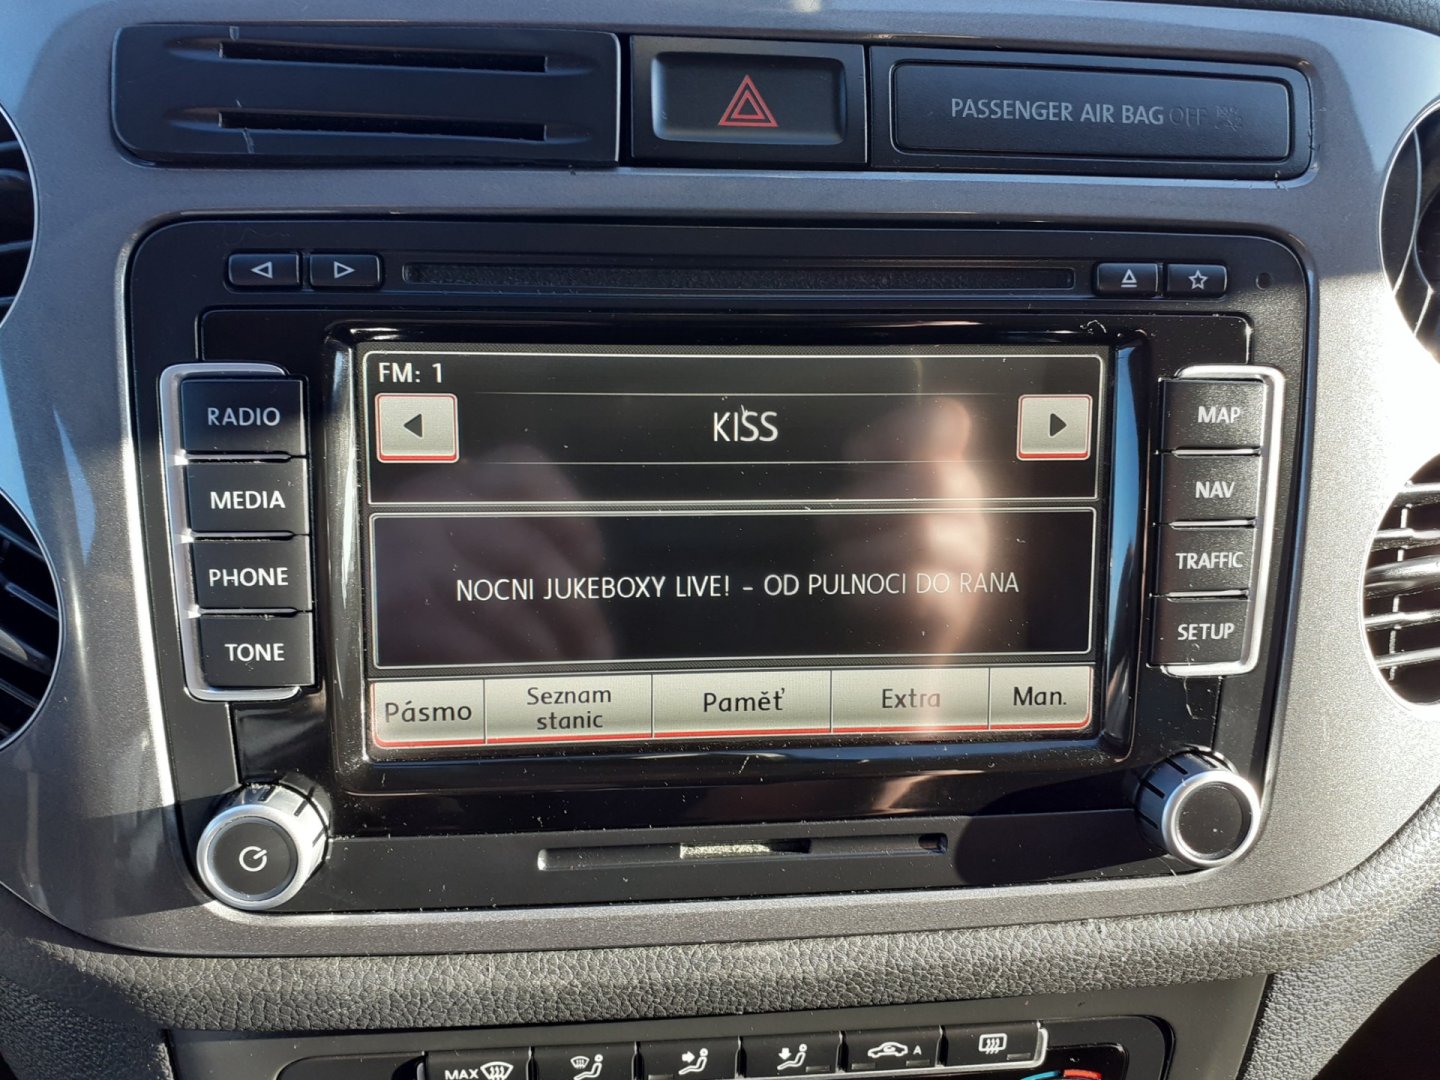 PASSENGER AIR BAG OFF
FM: 1
KISS
RADIO
MEDIA
PHONE
TONE
MAP
NAV
TRAFFIC
SETUP
NOCNI JUKEBOXY LIVE! - OD PULNOCI DO RANA
Pásmo
Seznam
stanic
Paměť
Extra
Man.
MAX
A